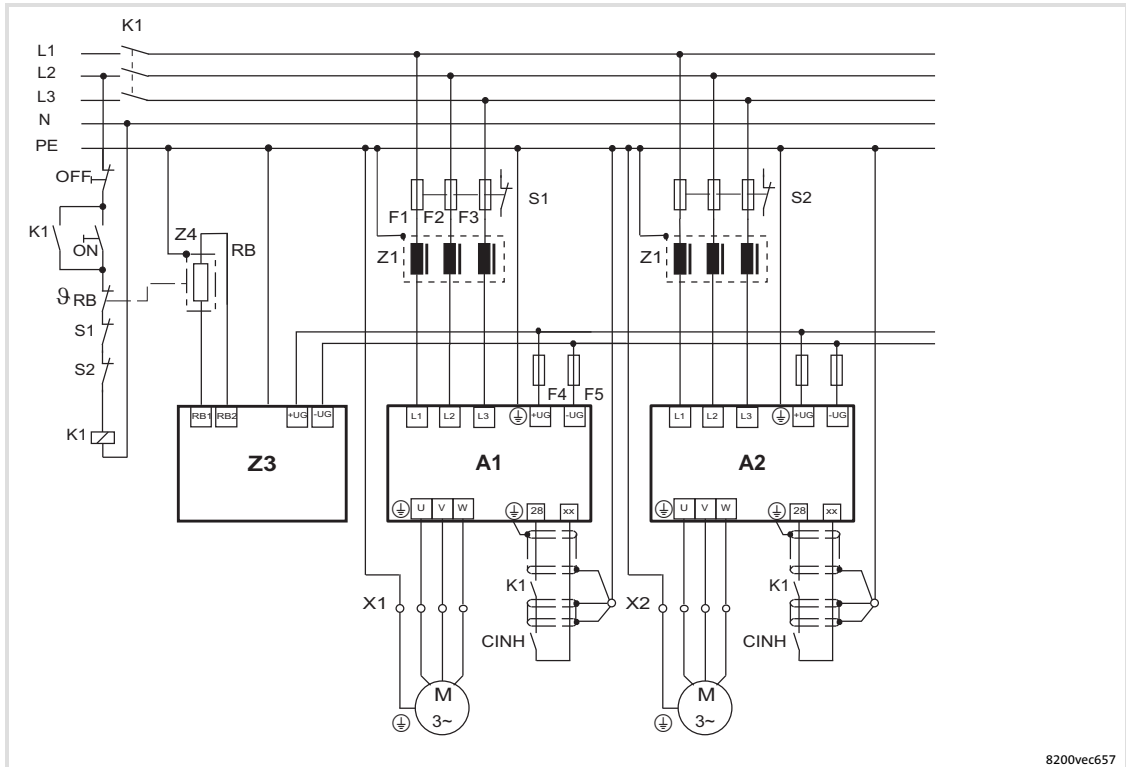 K1
L1
L2
L3
N
PE
OFF
S1
S2
F1 F2 F3
K1
ON
Z4
RB
Z1
Z1
ϑ RB
S1
S2
F4 F5
RB1 RB2 +UG -UG
L1 L2 L3 +UG -UG
L1 L2 L3 +UG -UG
K1
Z3
A1
A2
U V W 28 xx
U V W 28 xx
K1
K1
X1
X2
CINH
CINH
M
3~
M
3~
8200vec657